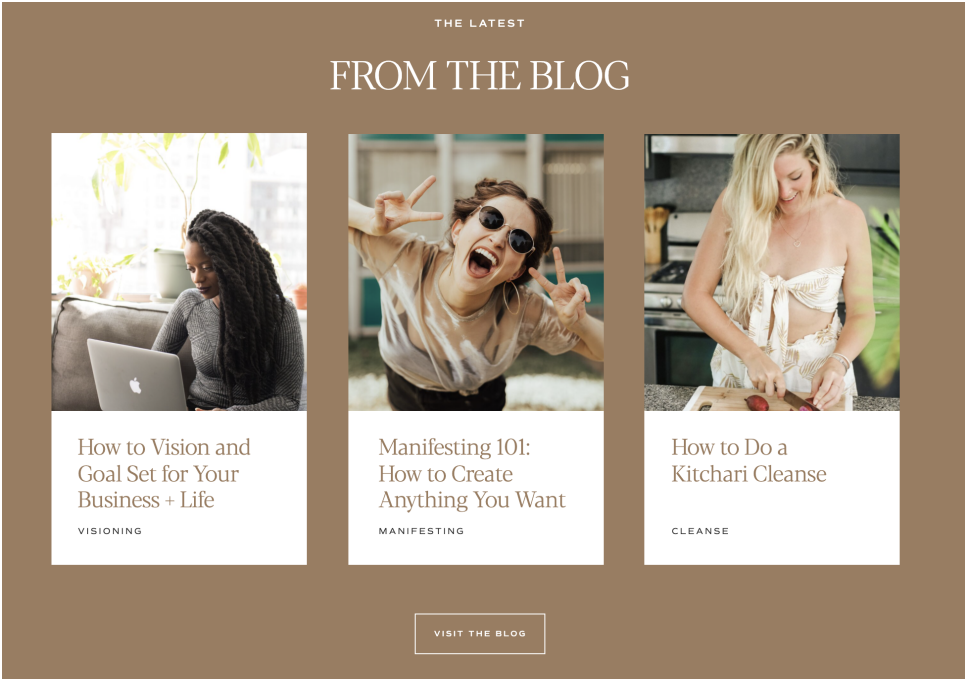 THE LATEST
FROM THE BLOG
How to Vision and
Goal Set for Your
Business + Life
VISIONING
Manifesting 101:
How to Create
Anything You Want
MANIFESTING
How to Do a
Kitchari Cleanse
CLEANSE
VISIT THE BLOG